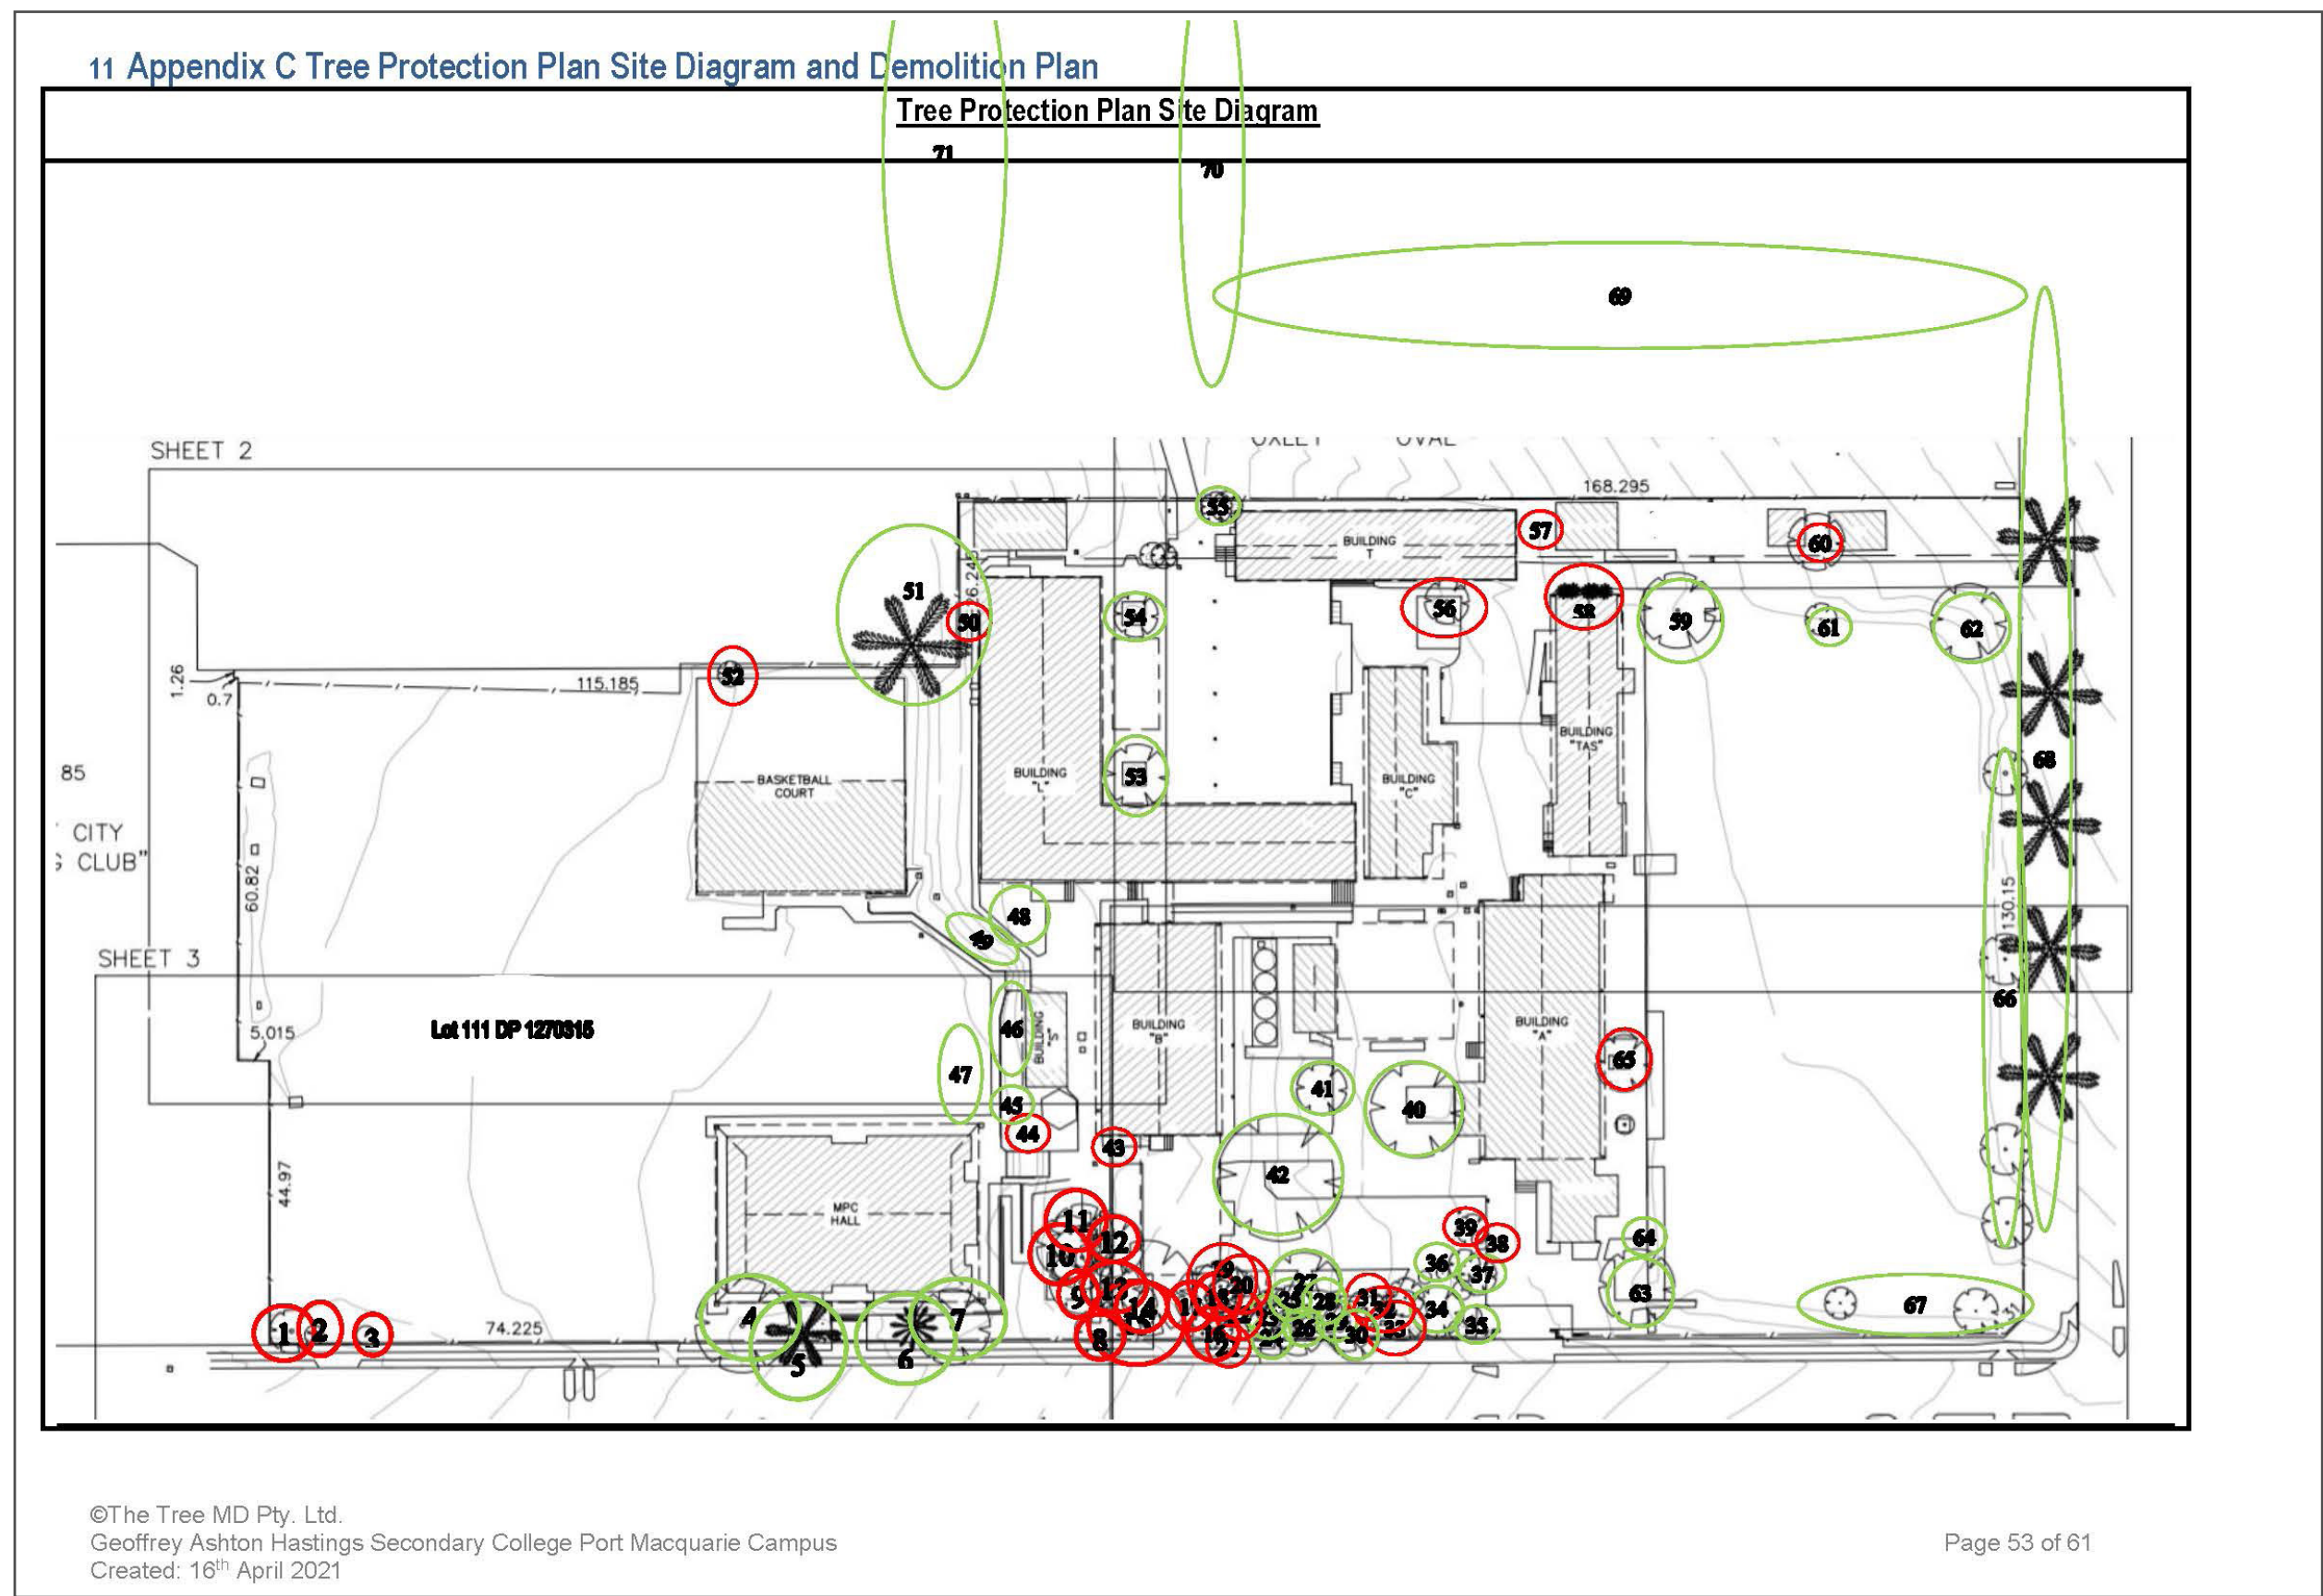 11 Appendix C Tree Protection Plan Site Diagram and Demolition Plan
Tree Protection Plan Site Diagram
71
70
69
SHEET 2
OXLEY OVAL
168.295
55
57
60
BUILDING
T
51
50
26.24
54
56
58
59
61
62
52
1.26
0.7
115.185
BUILDING
"TAS"
68
85
BASKETBALL
COURT
BUILDING
"L"
53
BUILDING
"C"
CITY
CLUB"
60.82
130.15
48
49
SHEET 3
66
Lot 111 DP 1270315
5.015
46
BUILDING
"S"
BUILDING
"B"
BUILDING
"A"
65
47
41
40
45
44
43
42
44.97
MPC
HALL
11
12
10
39
38
64
36
37
9
13
14
19
20
27
28
31
34
63
67
1
2
3
74.225
4
5
6
7
8
26
30
35
©The Tree MD Pty. Ltd.
Geoffrey Ashton Hastings Secondary College Port Macquarie Campus
Created: 16th April 2021
Page 53 of 61